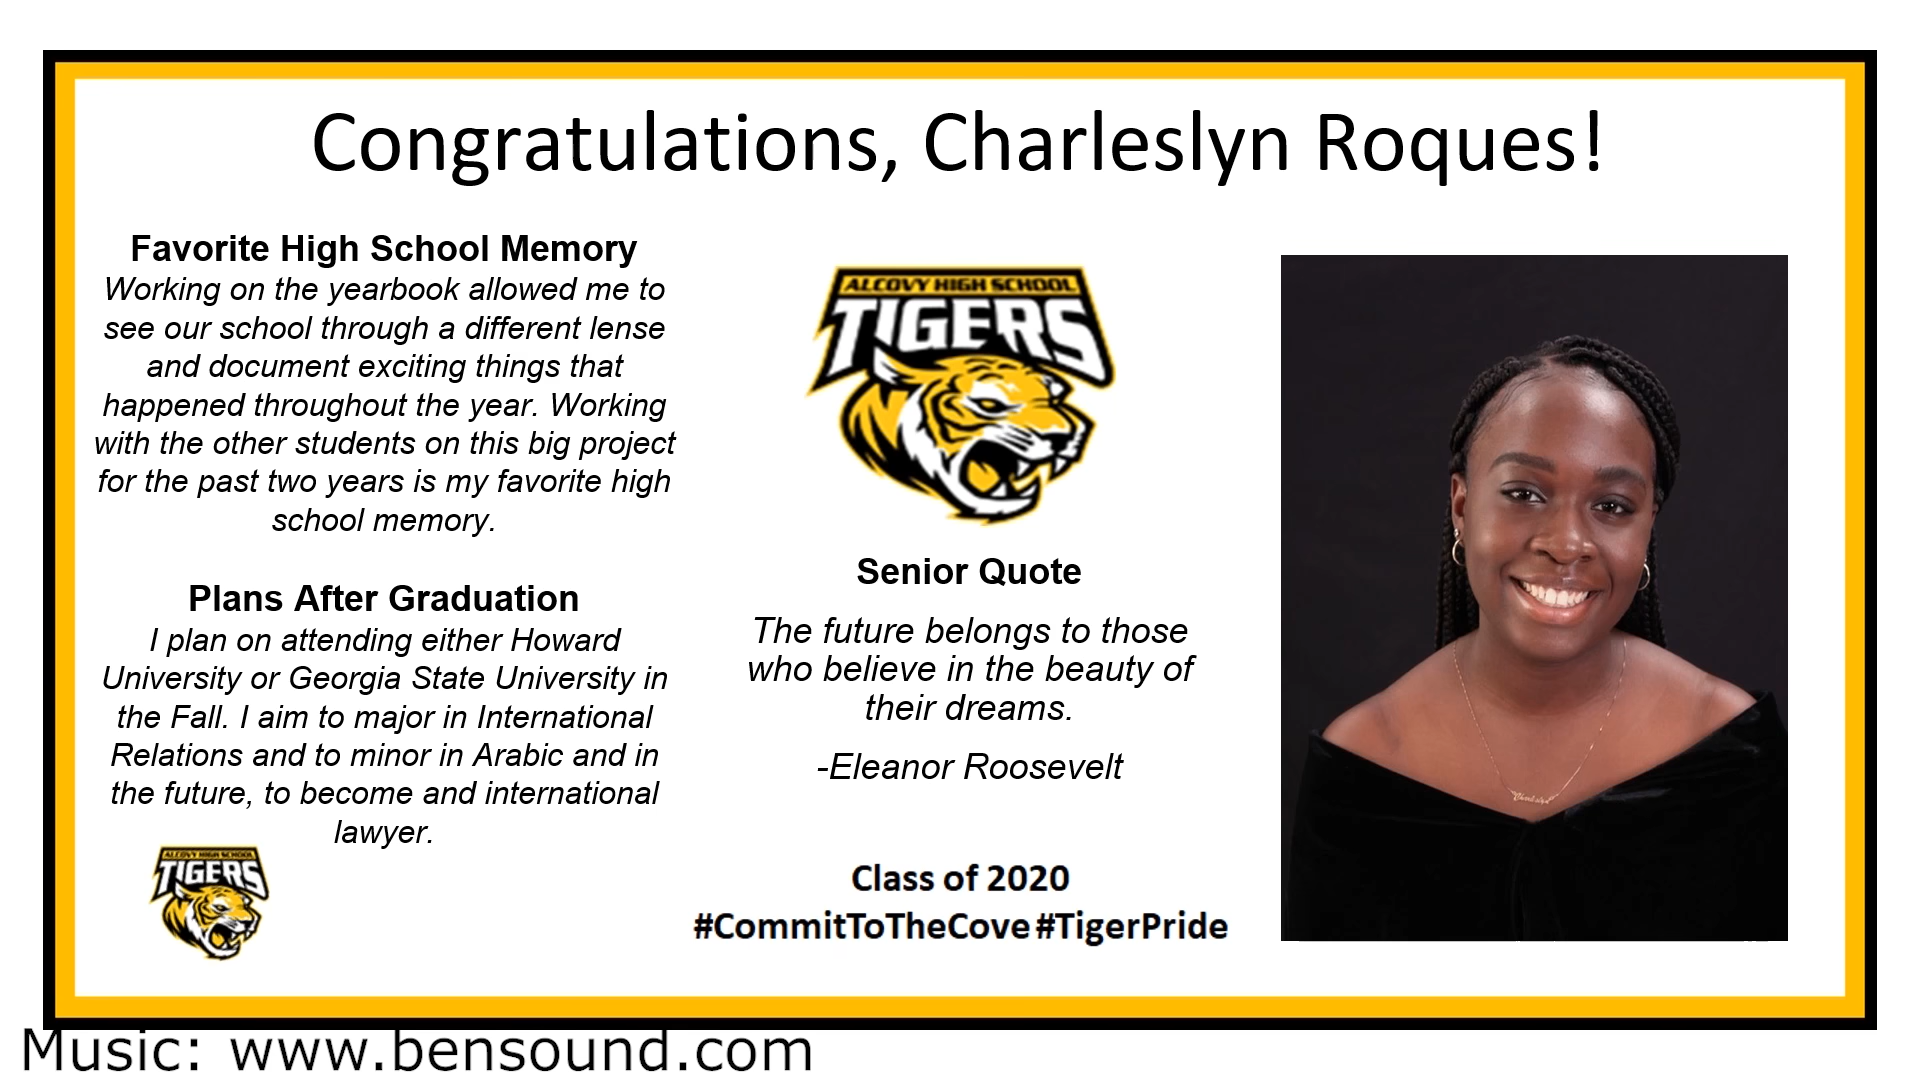 Congratulations, Charleslyn Roques!
Favorite High School Memory
Working on the yearbook allowed me to
see our school through a different lense
and document exciting things that
happened throughout the year. Working
with the other students on this big project
for the past two years is my favorite high
school memory.
Plans After Graduation
I plan on attending either Howard
University or Georgia State University in
the Fall. I aim to major in International
Relations and to minor in Arabic and in
the future, to become and international
lawyer.
ALCOVY HIGH SCHOOL
TIGERS
ALCOVY HIGH SCHOOL
TIGERS
Senior Quote
The future belongs to those
who believe in the beauty of
their dreams.
-Eleanor Roosevelt
Class of 2020
#CommitToTheCove #TigerPride
Music: www.bensound.com